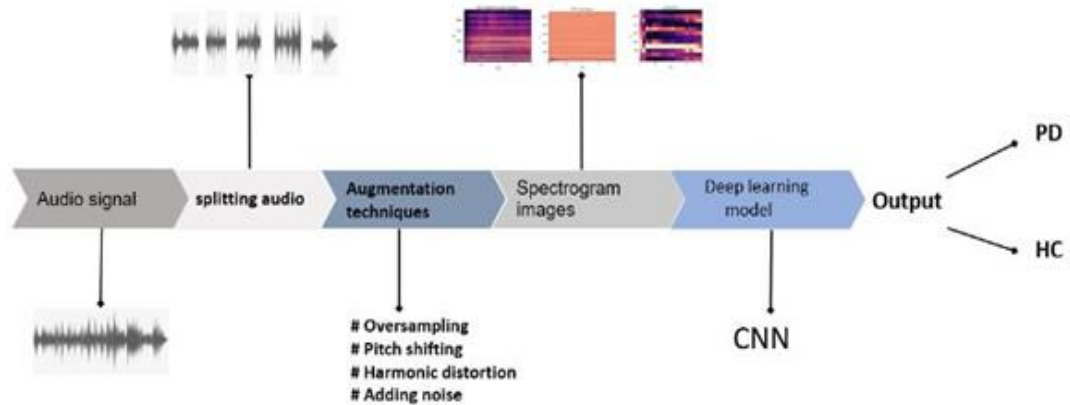 Audio signal
splitting audio
Augmentation
techniques
Spectrogram
images
Deep learning
model
Output
PD
HC
# Oversampling
# Pitch shifting
# Harmonic distortion
# Adding noise
CNN